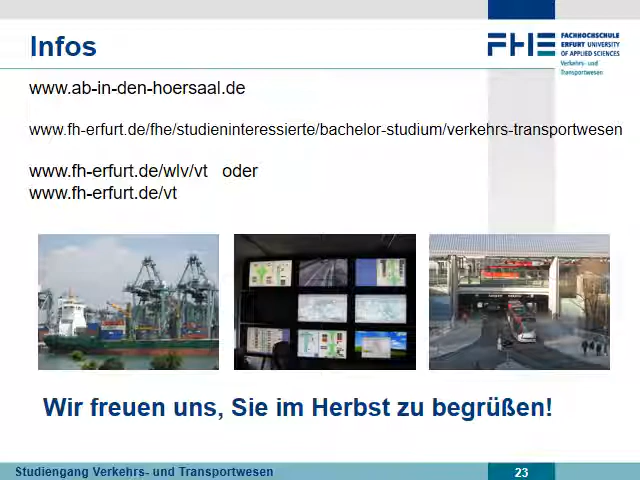 Infos
FHE
FACHHOCHSCHULE
ERFURT UNIVERSITY
OF APPLIED SCIENCES
Verkehrs- und
Transportwesen
www.ab-in-den-hoersaal.de
www.fh-erfurt.de/fhe/studieninteressierte/bachelor-studium/verkehrs-transportwesen
www.fh-erfurt.de/wlv/vt oder
www.fh-erfurt.de/vt
Wir freuen uns, Sie im Herbst zu begrüßen!
Studiengang Verkehrs- und Transportwesen
23